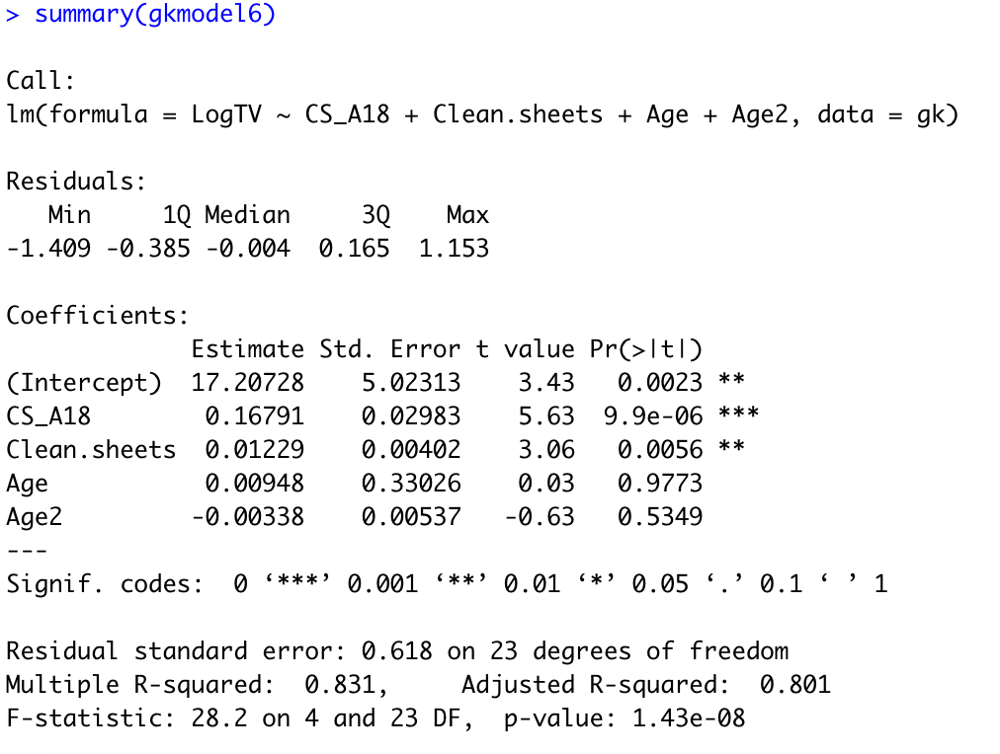 > summary(gkmodel6)
Call:
lm(formula = LogTV ~ CS_A18 + Clean.sheets + Age + Age2, data = gk)
Residuals:
   Min     1Q Median     3Q    Max
-1.409 -0.385 -0.004  0.165  1.153
Coefficients:
             Estimate Std. Error t value Pr(>|t|)
(Intercept)  17.20728    5.02313    3.43   0.0023 **
CS_A18        0.16791    0.02983    5.63  9.9e-06 ***
Clean.sheets  0.01229    0.00402    3.06   0.0056 **
Age           0.00948    0.33026    0.03   0.9773
Age2         -0.00338    0.00537   -0.63   0.5349
---
Signif. codes:  0 ‘***’ 0.001 ‘**’ 0.01 ‘*’ 0.05 ‘.’ 0.1 ‘ ’ 1
Residual standard error: 0.618 on 23 degrees of freedom
Multiple R-squared:  0.831,     Adjusted R-squared:  0.801
F-statistic: 28.2 on 4 and 23 DF,  p-value: 1.43e-08